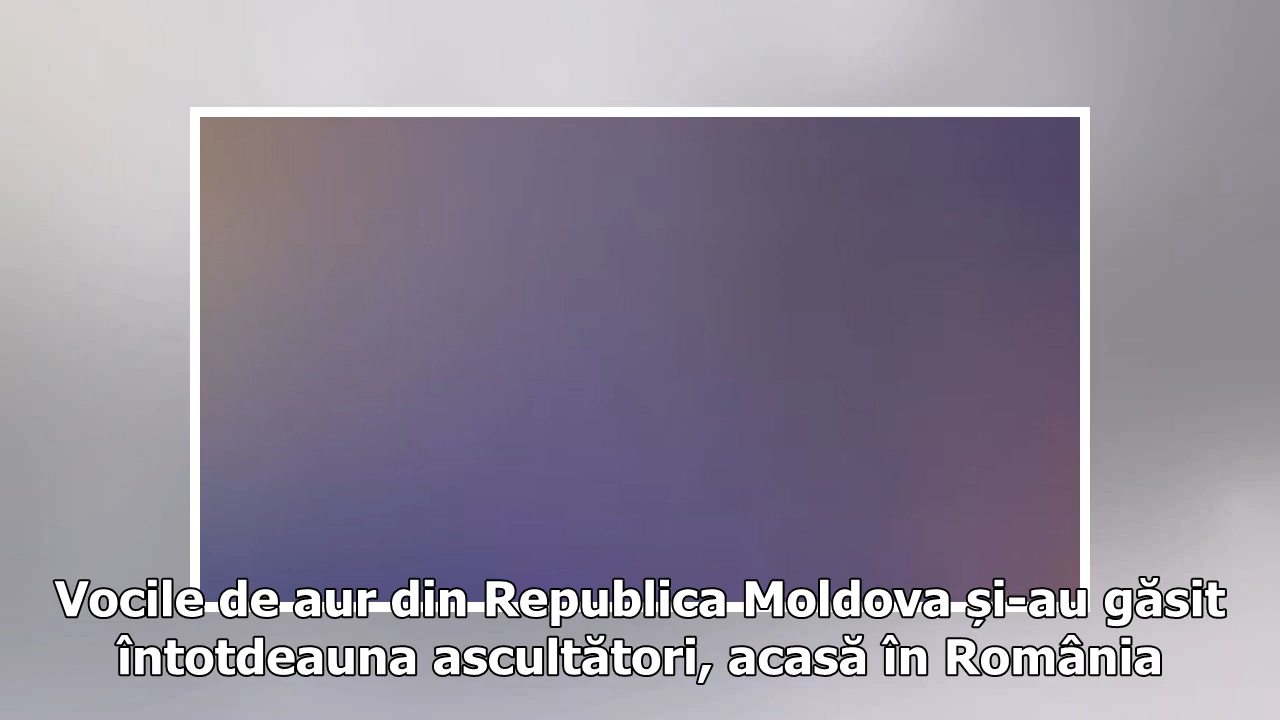 Vocile de aur din Republica Moldova și-au găsit
întotdeauna ascultători, acasă în România